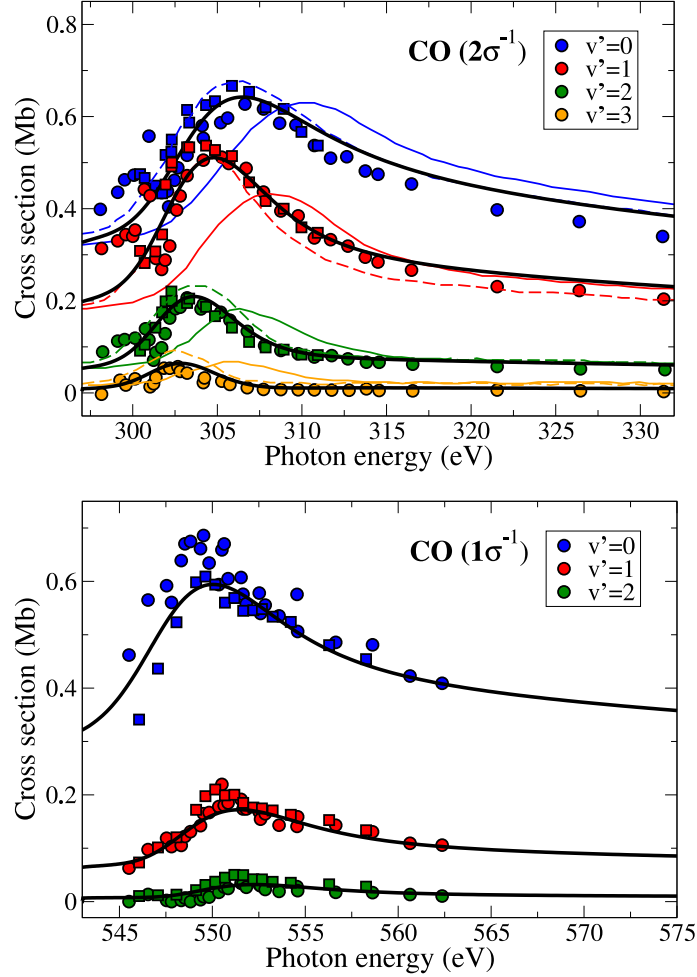 CO (2σ⁻¹)
v'=0
v'=1
v'=2
v'=3
Cross section (Mb)
0.8
0.6
0.4
0.2
0
300 305 310 315 320 325 330
Photon energy (eV)
CO (1σ⁻¹)
v'=0
v'=1
v'=2
Cross section (Mb)
0.6
0.4
0.2
0
545 550 555 560 565 570 575
Photon energy (eV)